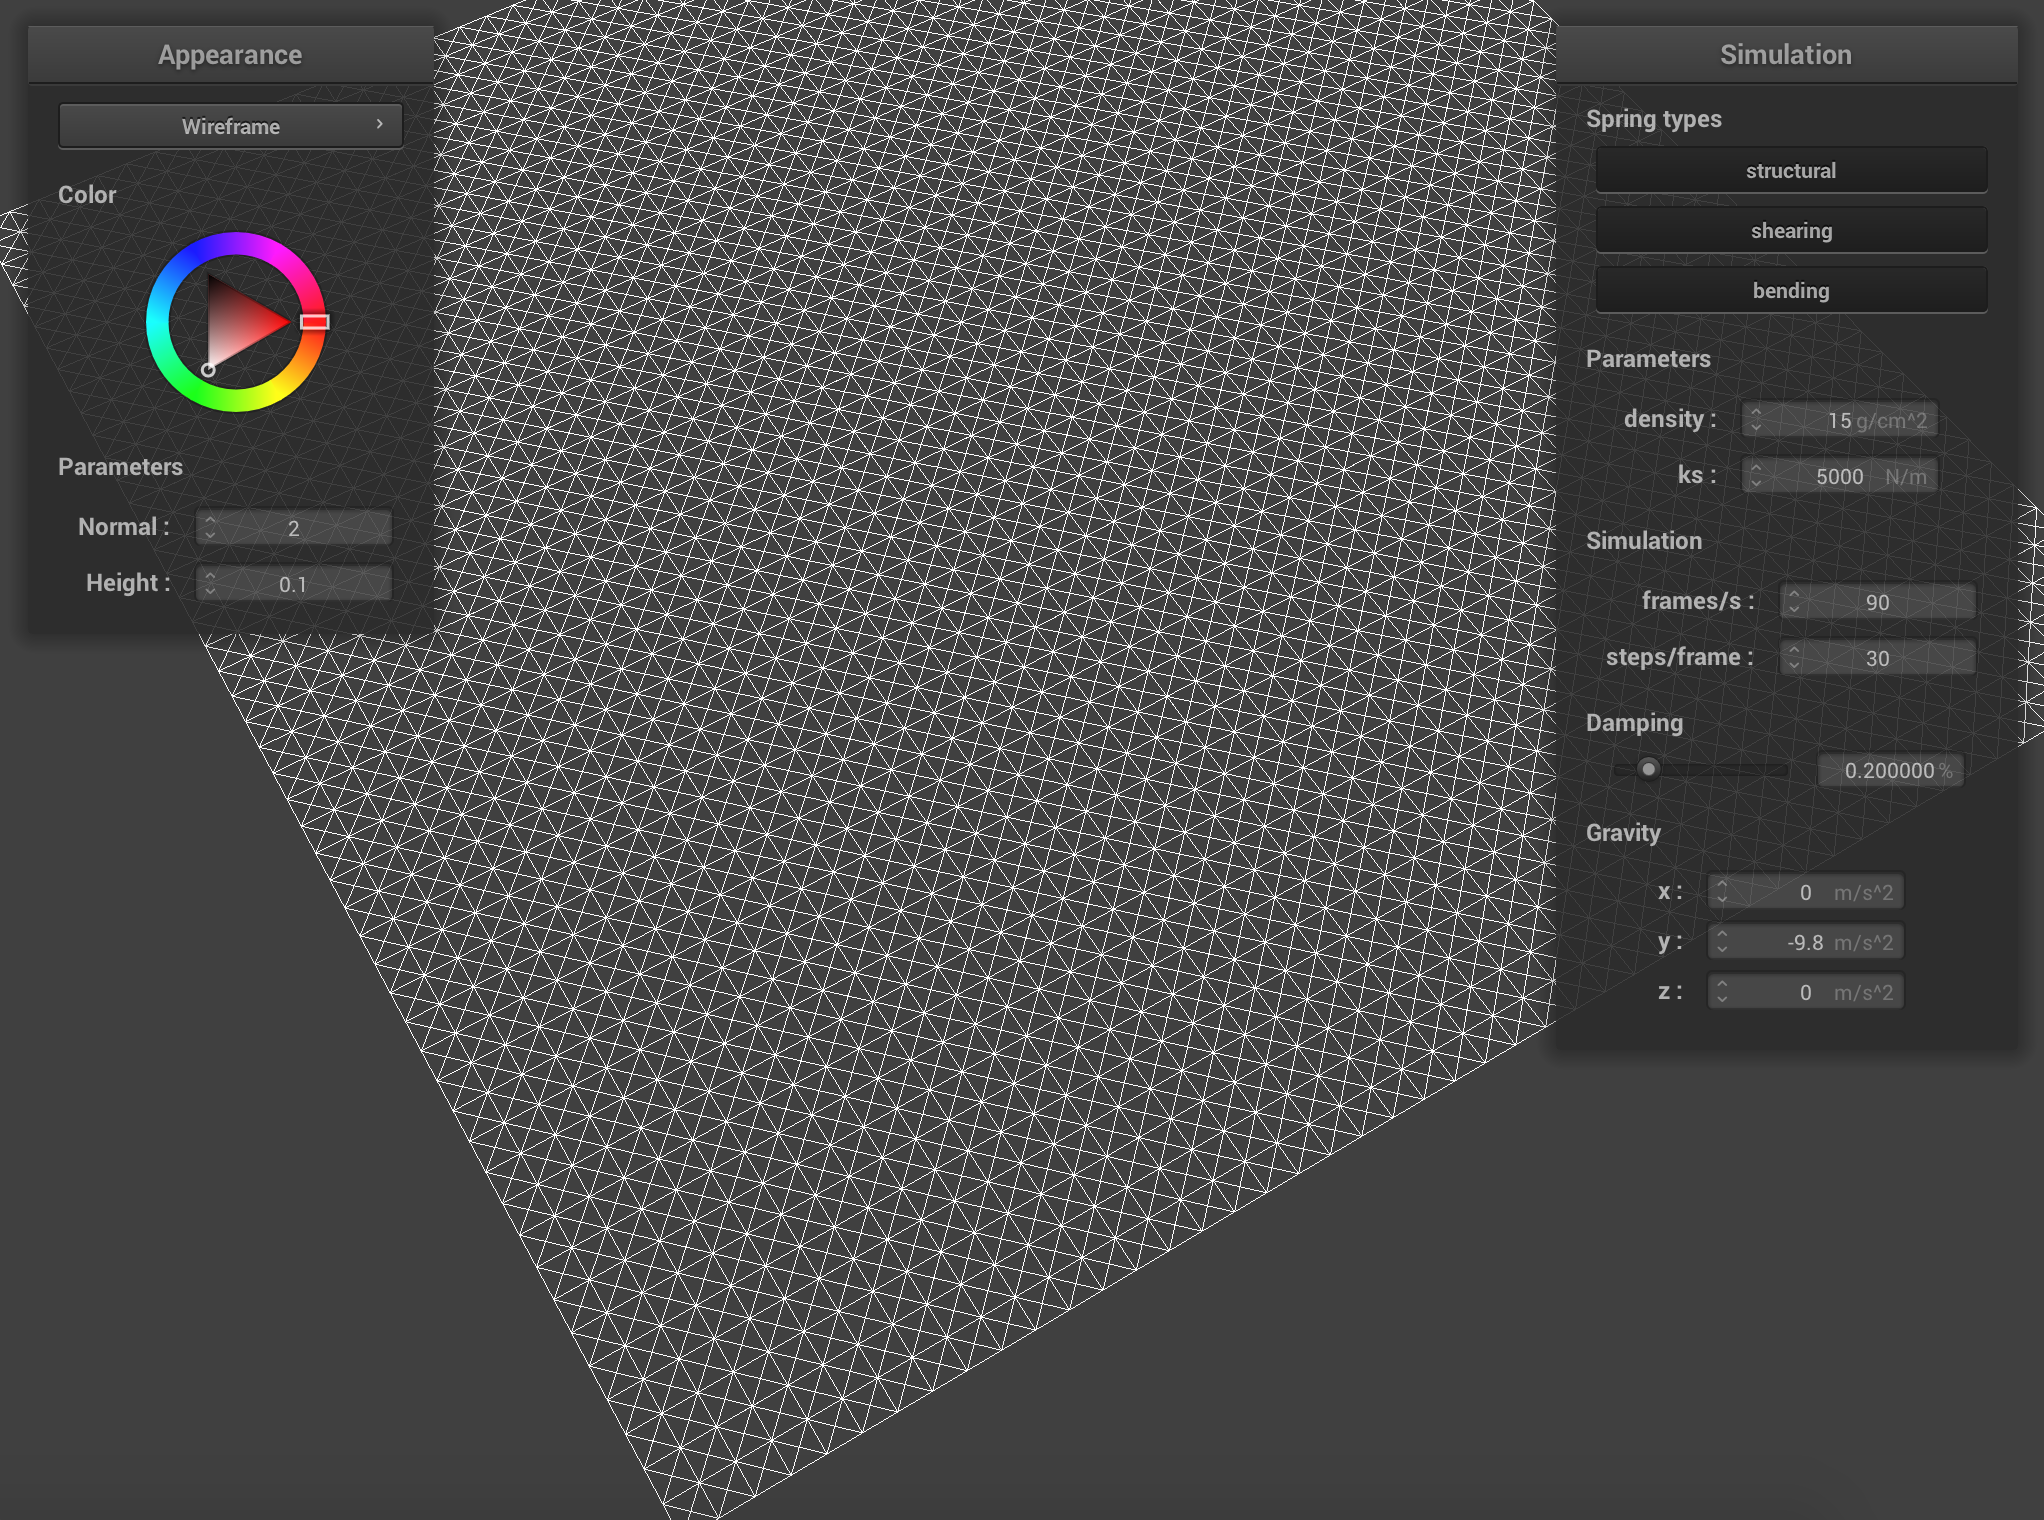 Appearance
Wireframe
Color
Parameters
Normal : 2
Height : 0.1
Simulation
Spring types
structural
shearing
bending
Parameters
density : 15 g/cm^2
ks : 5000 N/m
Simulation
frames/s : 90
steps/frame : 30
Damping
0.200000 %
Gravity
x : 0 m/s^2
y : -9.8 m/s^2
z : 0 m/s^2